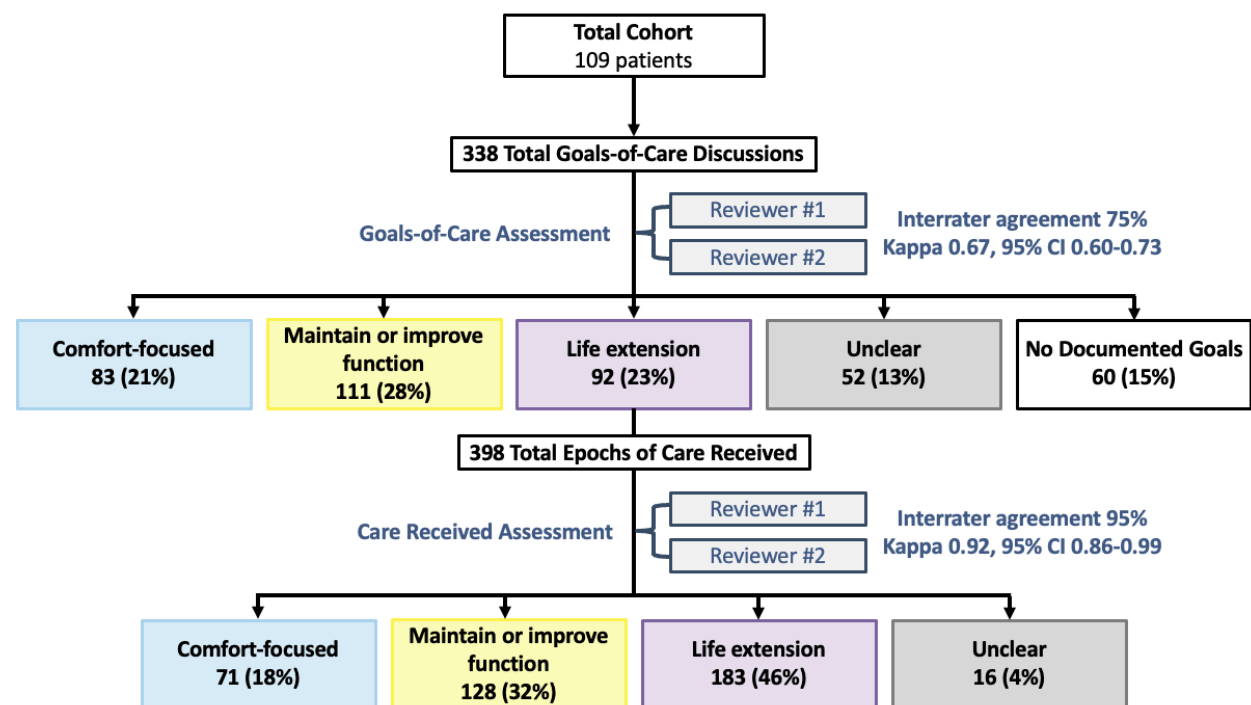 Total Cohort
109 patients
338 Total Goals-of-Care Discussions
Goals-of-Care Assessment
Reviewer #1
Reviewer #2
Interrater agreement 75%
Kappa 0.67, 95% CI 0.60-0.73
Comfort-focused
83 (21%)
Maintain or improve
function
111 (28%)
Life extension
92 (23%)
Unclear
52 (13%)
No Documented Goals
60 (15%)
398 Total Epochs of Care Received
Care Received Assessment
Reviewer #1
Reviewer #2
Interrater agreement 95%
Kappa 0.92, 95% CI 0.86-0.99
Comfort-focused
71 (18%)
Maintain or improve
function
128 (32%)
Life extension
183 (46%)
Unclear
16 (4%)